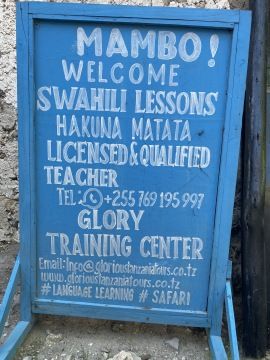 MAMBO!
WELCOME
SWAHILI LESSONS
HAKUNA MATATA
LICENSED & QUALIFIED
TEACHER
TEL: +255 769 195 997
GLORY
TRAINING CENTER
Email: Info@glorioustanzaniatours.co.tz
www.glorioustanzaniatours.co.tz
# LANGUAGE LEARNING # SAFARI